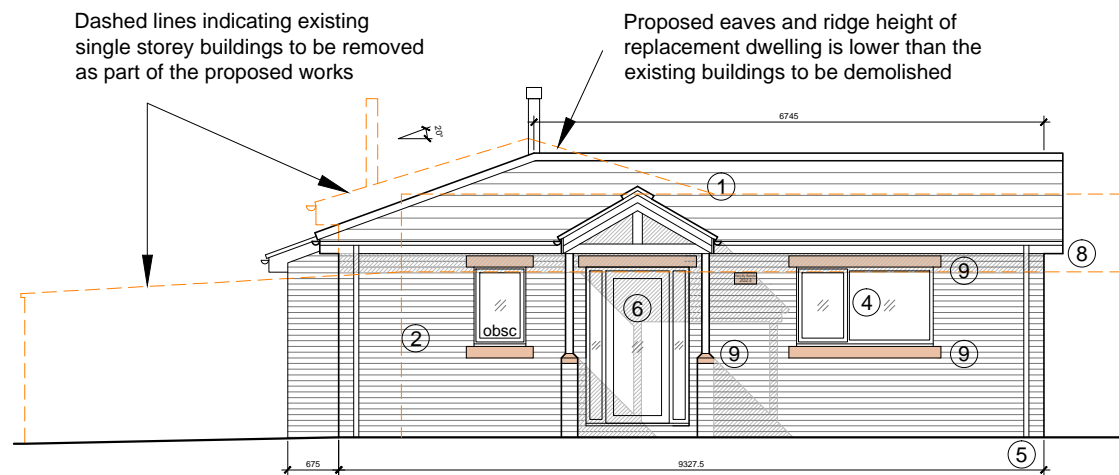 Dashed lines indicating existing
single storey buildings to be removed
as part of the proposed works
Proposed eaves and ridge height of
replacement dwelling is lower than the
existing buildings to be demolished
6745
20°
1
8
9
4
6
obsc
2
9
9
5
675
9327.5